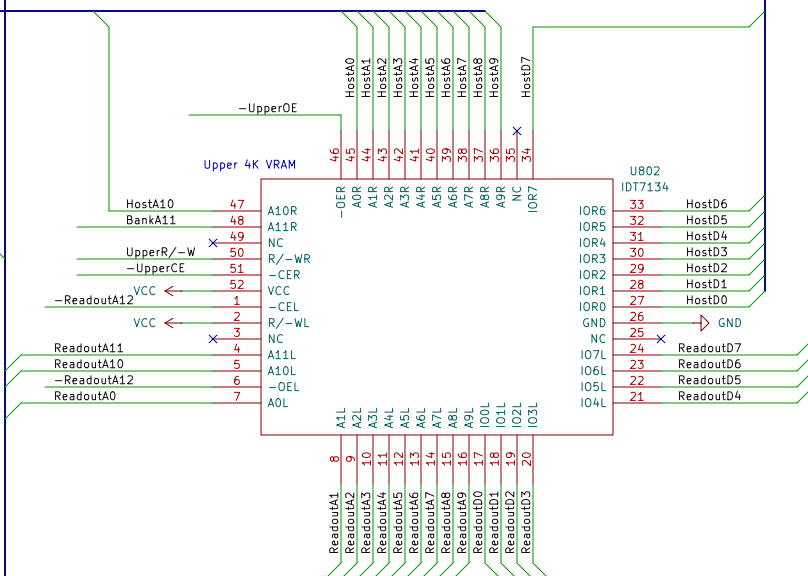 HostA0
HostA1
HostA2
HostA3
HostA4
HostA5
HostA6
HostA7
HostA8
HostA9
HostD7
-UpperOE
46
45
44
43
42
41
40
39
38
37
36
35
34
Upper 4K VRAM
U802
IDT7134
-OER
A0R
A1R
A2R
A3R
A4R
A5R
A6R
A7R
A8R
A9R
NC
IOR7
HostA10 47 A10R
BankA11 48 A11R
49 NC
UpperR/-W 50 R/-WR
-UpperCE 51 -CER
VCC 52 VCC
-ReadoutA12 1 -CEL
VCC 2 R/-WL
3 NC
ReadoutA11 4 A11L
ReadoutA10 5 A10L
-ReadoutA12 6 -OEL
ReadoutA0 7 A0L
IOR6 33 HostD6
IOR5 32 HostD5
IOR4 31 HostD4
IOR3 30 HostD3
IOR2 29 HostD2
IOR1 28 HostD1
IOR0 27 HostD0
GND 26 GND
NC 25
IO7L 24 ReadoutD7
IO6L 23 ReadoutD6
IO5L 22 ReadoutD5
IO4L 21 ReadoutD4
A1L
A2L
A3L
A4L
A5L
A6L
A7L
A8L
A9L
IO0L
IO1L
IO2L
IO3L
8
9
10
11
12
13
14
15
16
17
18
19
20
ReadoutA1
ReadoutA2
ReadoutA3
ReadoutA4
ReadoutA5
ReadoutA6
ReadoutA7
ReadoutA8
ReadoutA9
ReadoutD0
ReadoutD1
ReadoutD2
ReadoutD3